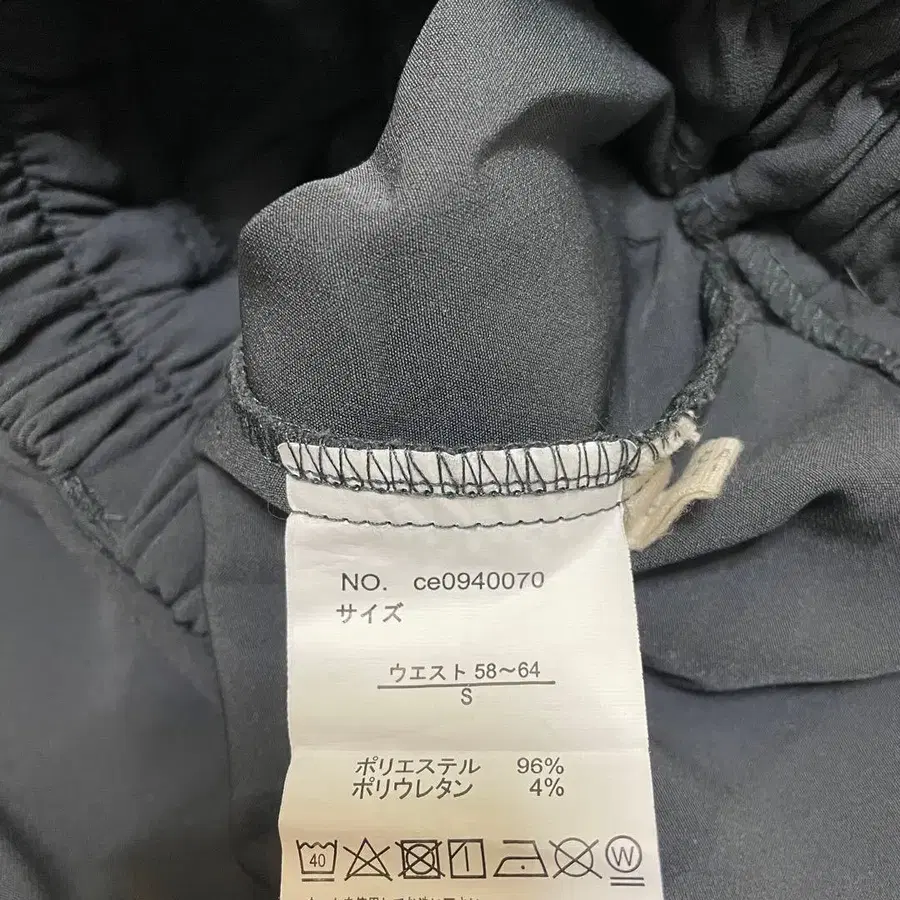 NO. ce0940070
サイズ
ウエスト 58～64
S
ポリエステル 96%
ポリウレタン 4%
40
W